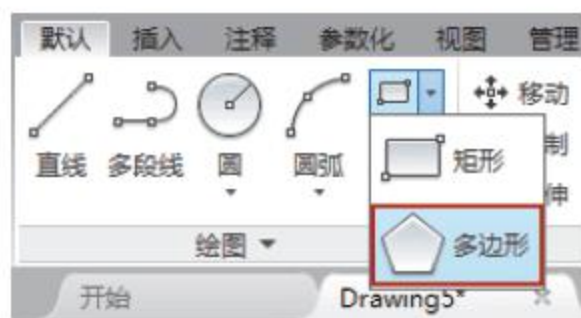 默认 插入 注释 参数化 视图 管理
移动
直线 多段线 圆 圆弧 矩形 制
伸
绘图 多边形
开始 Drawing5*